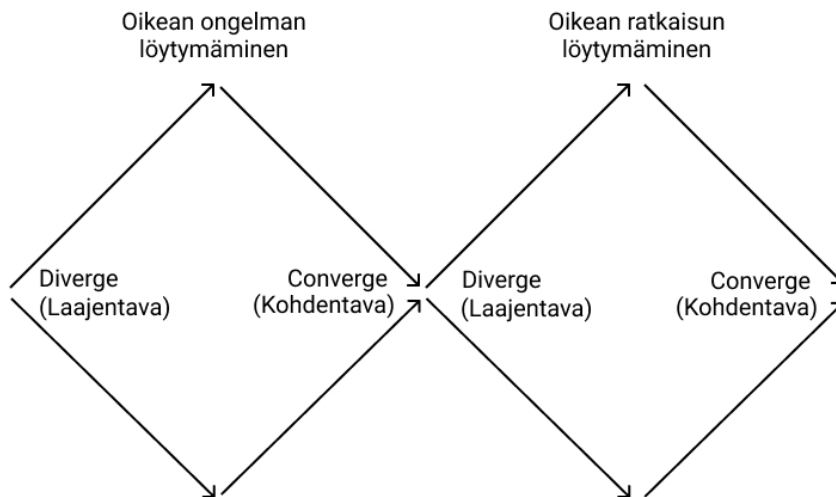 Oikean ongelman
löytymäminen
Oikean ratkaisun
löytymäminen
Diverge
(Laajentava)
Converge
(Kohdentava)
Diverge
(Laajentava)
Converge
(Kohdentava)